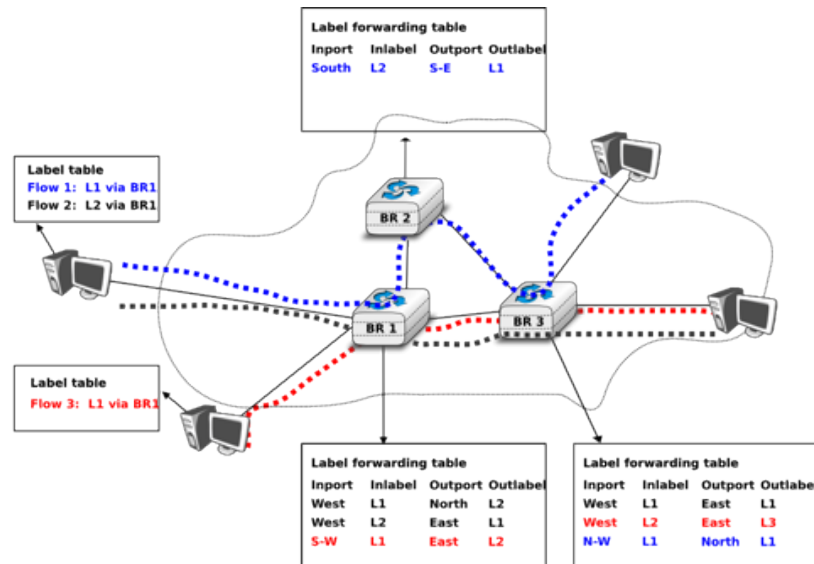 Label forwarding table
Inport Inlabel Outport Outlabel
South L2 S-E L1
Label table
Flow 1: L1 via BR1
Flow 2: L2 via BR1
BR 2
BR 1
BR 3
Label table
Flow 3: L1 via BR1
Label forwarding table
Inport Inlabel Outport Outlabel
West L1 North L2
West L2 East L1
S-W L1 East L2
Label forwarding table
Inport Inlabel Outport Outlabel
West L1 East L1
West L2 East L3
N-W L1 North L1